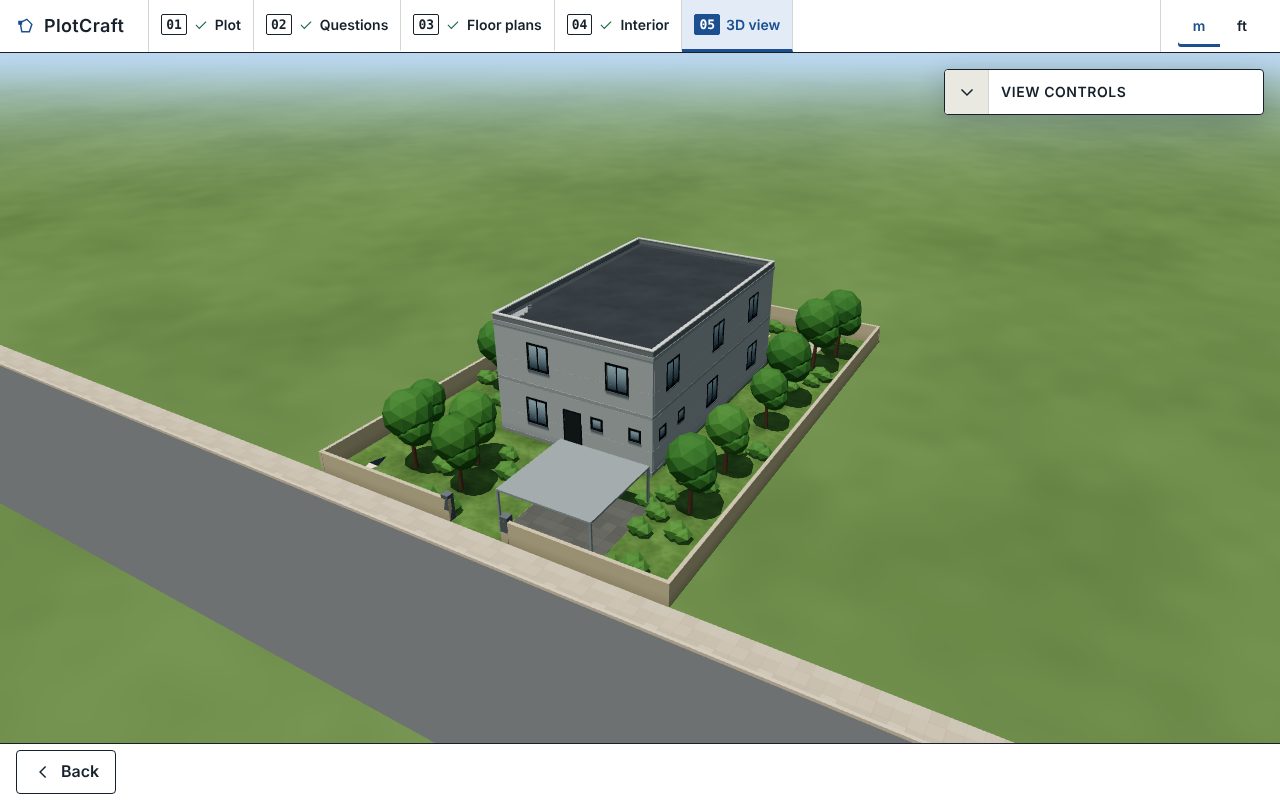 PlotCraft
01 Plot
02 Questions
03 Floor plans
04 Interior
05 3D view
m ft
VIEW CONTROLS
Back